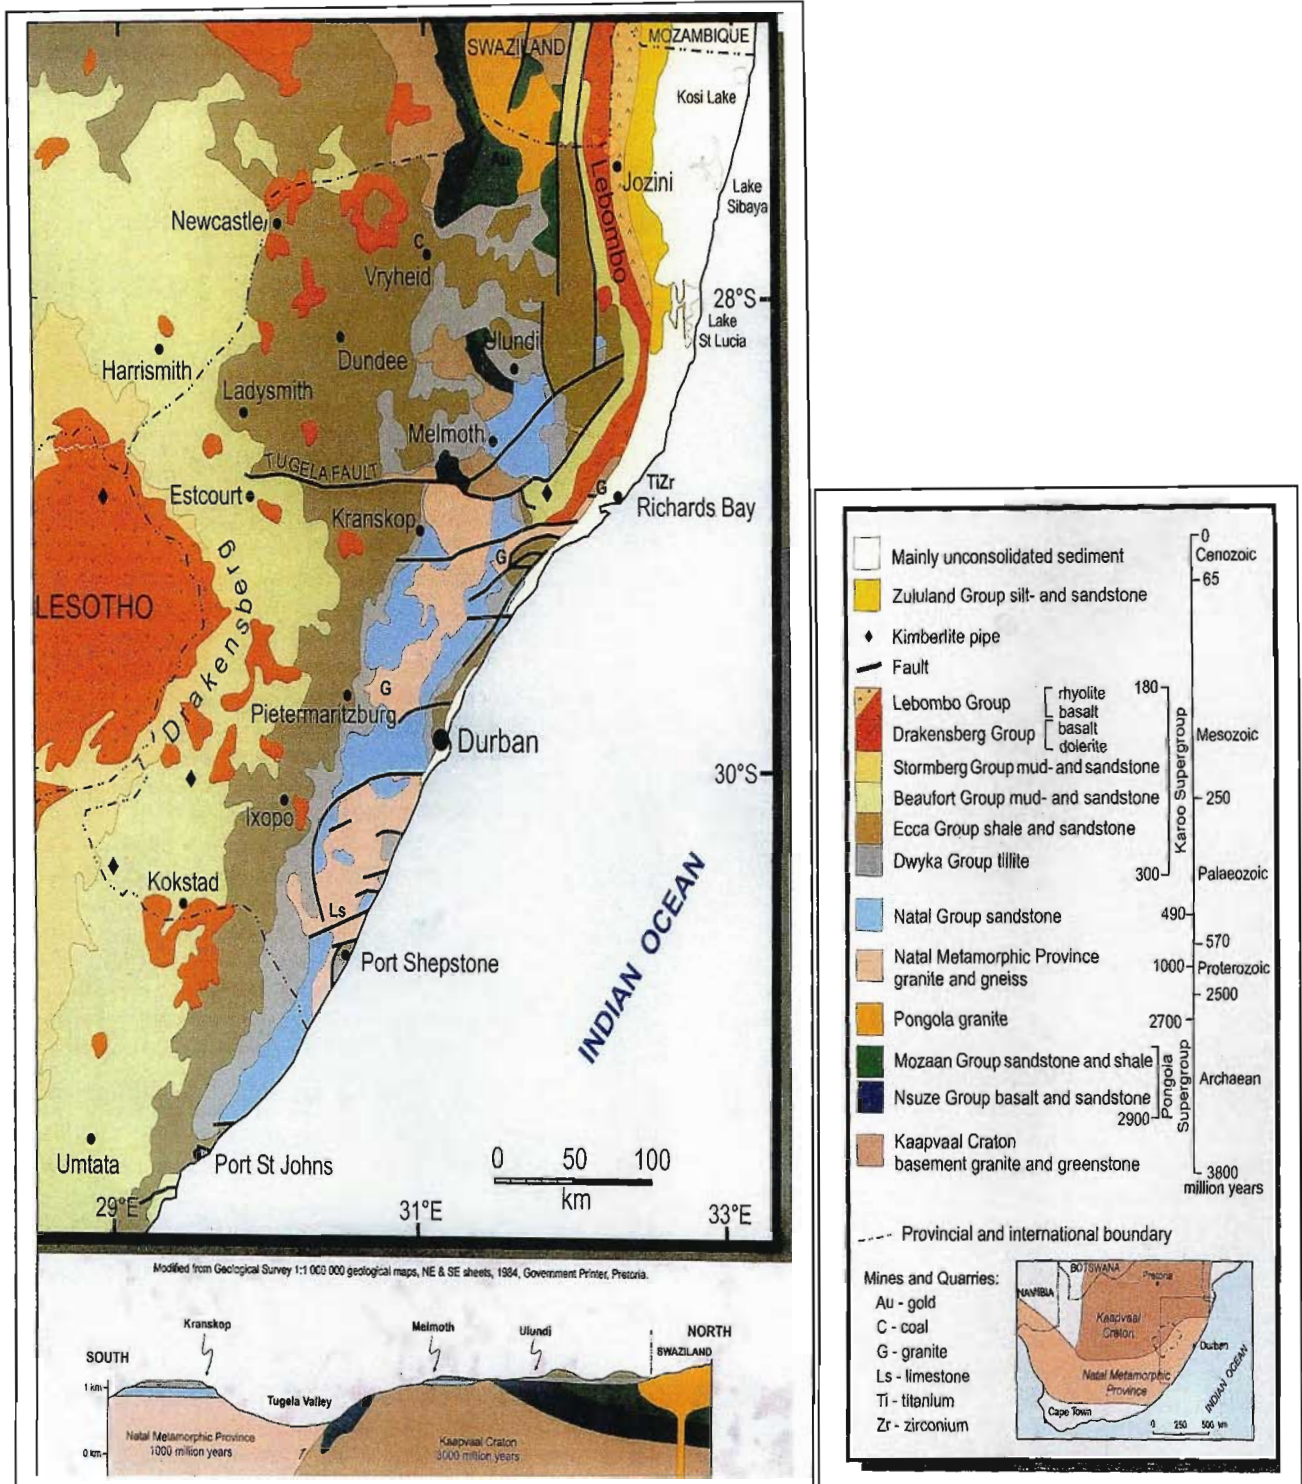 SWAZILAND
MOZAMBIQUE
Kosi Lake
Au
Lebombo
Jozini
Lake
Sibaya
Newcastle
C
Vryheid
28°S
Lake
St Lucia
Dundee
Ulundi
Harrismith
Ladysmith
Melmoth
TUGELA FAULT
Estcourt
G
TiZr
Richards Bay
Kranskop
G
LESOTHO
Drakensberg
G
Pietermaritzburg
Durban
30°S
Ixopo
Kokstad
Ls
Port Shepstone
INDIAN OCEAN
Umtata
Port St Johns
0 50 100
km
29°E
31°E
33°E
Modified from Geological Survey 1:1 000 000 geological maps, NE & SE sheets, 1984, Government Printer, Pretoria.
Kranskop
Melmoth
Ulundi
NORTH
SOUTH
SWAZILAND
1 km
Tugela Valley
Natal Metamorphic Province
1000 million years
Kaapvaal Craton
3000 million years
0 km
Mainly unconsolidated sediment
Zululand Group silt- and sandstone
Kimberlite pipe
Fault
Lebombo Group
rhyolite
basalt
Drakensberg Group
basalt
dolerite
Stormberg Group mud- and sandstone
Beaufort Group mud- and sandstone
Ecca Group shale and sandstone
Dwyka Group tillite
Natal Group sandstone
Natal Metamorphic Province
granite and gneiss
Pongola granite
Mozaan Group sandstone and shale
Nsuze Group basalt and sandstone
Kaapvaal Craton
basement granite and greenstone
180
300
Karoo Supergroup
490
1000
2700
2900
Pongola
Supergroup
0
Cenozoic
65
Mesozoic
250
Palaeozoic
570
Proterozoic
2500
Archaean
3800
million years
Provincial and international boundary
Mines and Quarries:
Au - gold
C - coal
G - granite
Ls - limestone
Ti - titanium
Zr - zirconium
BOTSWANA
Pretoria
NAMIBIA
Kaapvaal
Craton
Durban
Natal Metamorphic
Province
INDIAN OCEAN
Cape Town
0 250 500 km